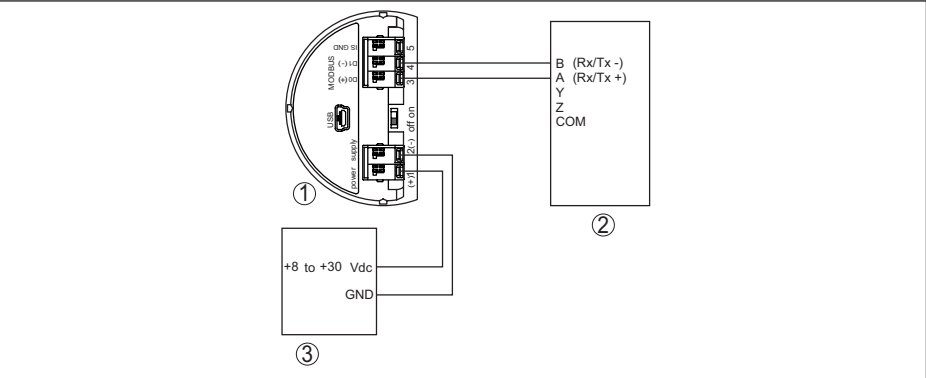 IS GND
D1 (-)
D0 (+)
MODBUS
USB
power supply
5
4
3
off on
2(-)
(+)1
1
B (Rx/Tx -)
A (Rx/Tx +)
Y
Z
COM
2
+8 to +30 Vdc
GND
3